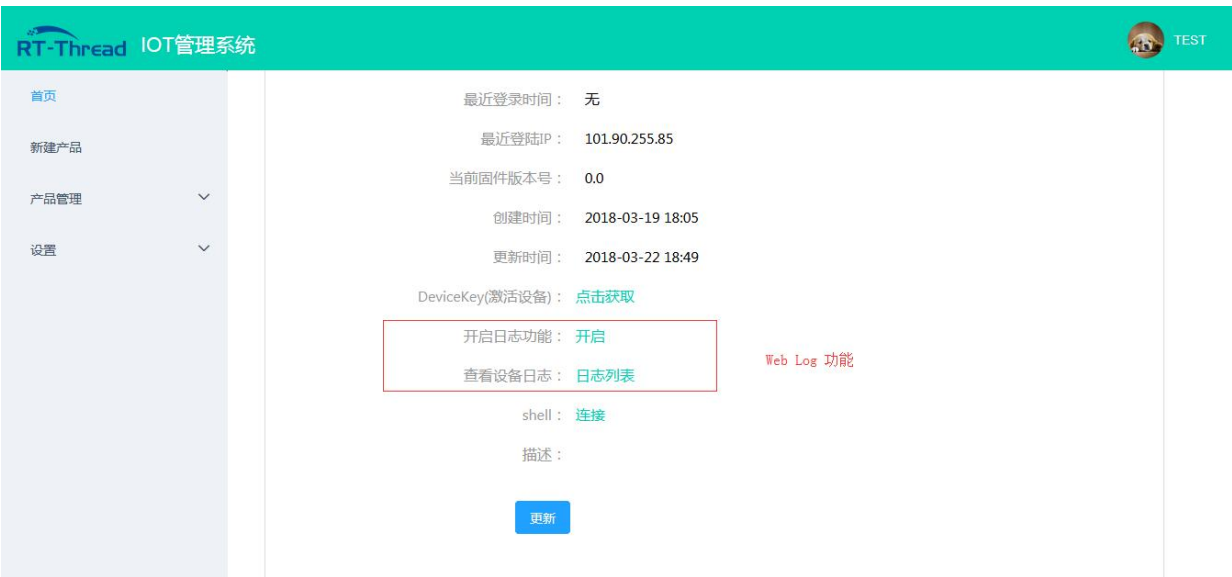 RT-Thread IOT管理系统
TEST
首页
新建产品
产品管理
设置
最近登录时间： 无
最近登陆IP： 101.90.255.85
当前固件版本号： 0.0
创建时间： 2018-03-19 18:05
更新时间： 2018-03-22 18:49
DeviceKey(激活设备)： 点击获取
开启日志功能： 开启
查看设备日志： 日志列表
Web Log 功能
shell： 连接
描述：
更新